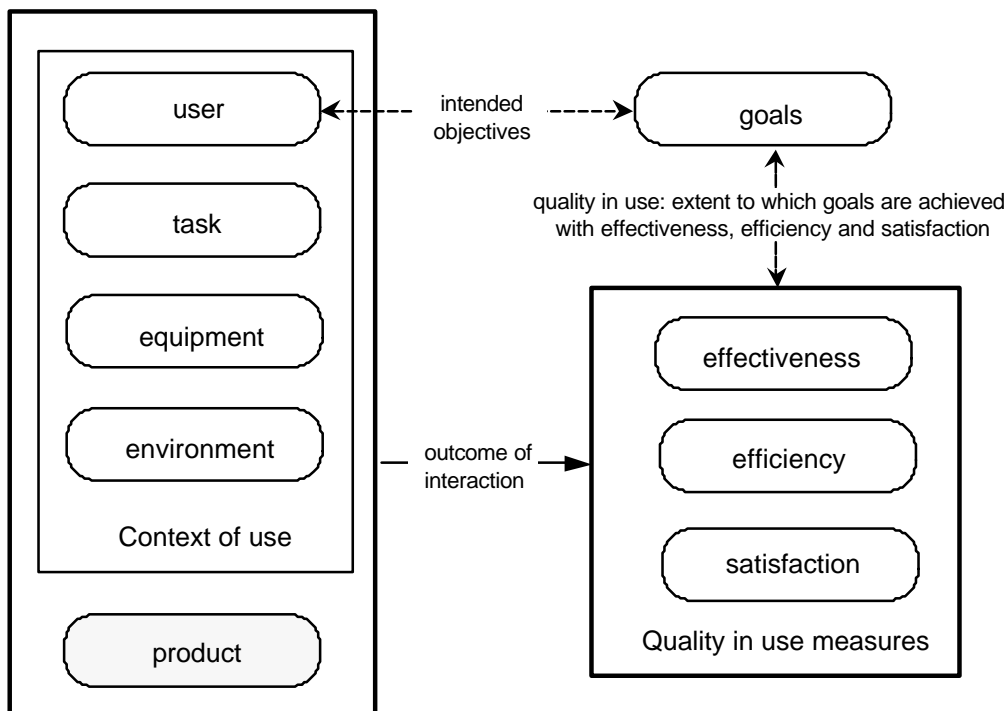 user
intended
objectives
goals
task
quality in use: extent to which goals are achieved
with effectiveness, efficiency and satisfaction
equipment
effectiveness
environment
outcome of
interaction
efficiency
Context of use
satisfaction
product
Quality in use measures